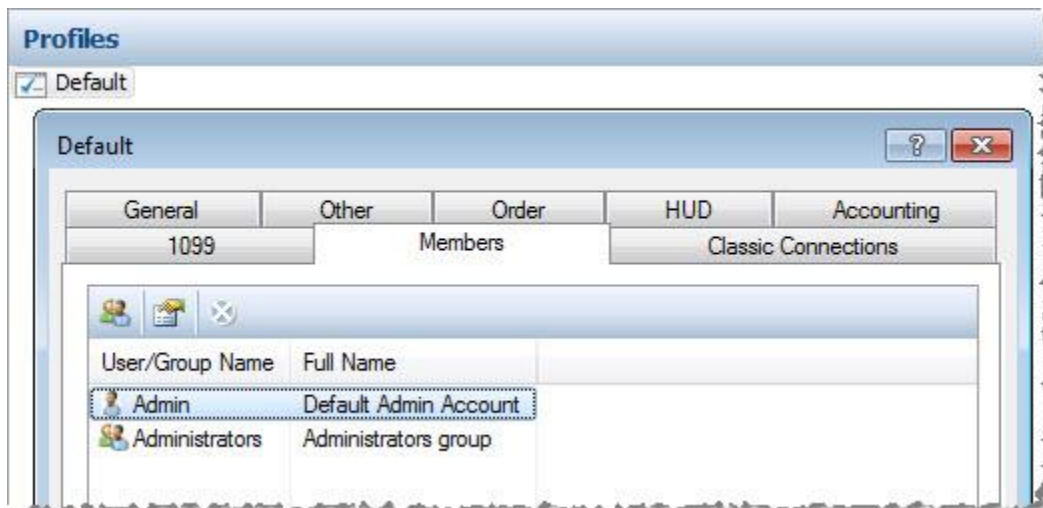 Profiles
Default
Default
General Other Order HUD Accounting
1099 Members Classic Connections
User/Group Name Full Name
Admin Default Admin Account
Administrators Administrators group